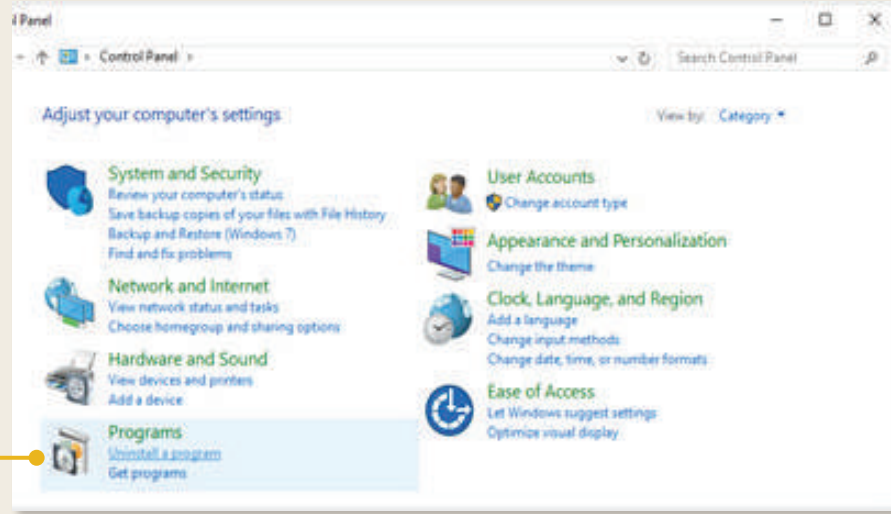 l Panel
Control Panel
Search Control Panel
Adjust your computer's settings
View by: Category
System and Security
Review your computer's status
Save backup copies of your files with File History
Backup and Restore (Windows 7)
Find and fix problems
Network and Internet
View network status and tasks
Choose homegroup and sharing options
Hardware and Sound
View devices and printers
Add a device
Programs
Uninstall a program
Get programs
User Accounts
Change account type
Appearance and Personalization
Change the theme
Clock, Language, and Region
Add a language
Change input methods
Change date, time, or number formats
Ease of Access
Let Windows suggest settings
Optimize visual display